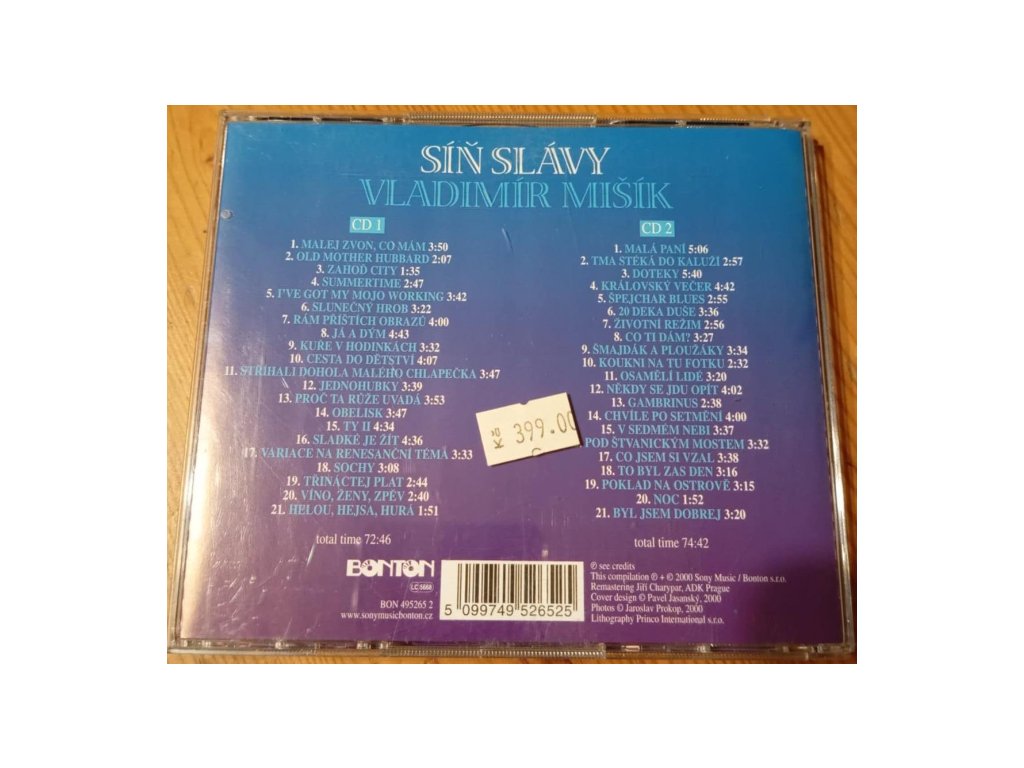 SÍŇ SLÁVY
VLADIMÍR MIŠÍK
CD 1
1. MALEJ ZVON, CO MÁM 3:50
2. OLD MOTHER HUBBARD 2:07
3. ZAHOĎ CITY 1:35
4. SUMMERTIME 2:47
5. I'VE GOT MY MOJO WORKING 3:42
6. SLUNEČNÝ HROB 3:22
7. RÁM PŘÍŠTÍCH OBRAZŮ 4:00
8. JÁ A DÝM 4:43
9. KUŘE V HODINKÁCH 3:32
10. CESTA DO DĚTSTVÍ 4:07
11. STŘÍHALI DOHOLA MALÉHO CHLAPEČKA 3:47
12. JEDNOHUBKY 3:39
13. PROČ TA RŮŽE UVADÁ 3:53
14. OBELISK 3:47
15. TY II 4:34
16. SLADKÉ JE ŽÍT 4:36
17. VARIACE NA RENESANČNÍ TÉMA 3:33
18. SOCHY 3:08
19. TŘINÁCTEJ PLAT 2:44
20. VÍNO, ŽENY, ZPĚV 2:40
21. HELOU, HEJSA, HURÁ 1:51
total time 72:46
CD 2
1. MALÁ PANÍ 5:06
2. TMA STÉKÁ DO KALUŽÍ 2:57
3. DOTEKY 5:40
4. KRÁLOVSKÝ VEČER 4:42
5. ŠPEJCHAR BLUES 2:55
6. 20 DEKA DUŠE 3:36
7. ŽIVOTNÍ REŽIM 2:56
8. CO TI DÁM? 3:27
9. ŠMAJDÁK A PLOUŽÁKY 3:34
10. KOUKNI NA TU FOTKU 2:32
11. OSAMĚLÍ LIDÉ 3:20
12. NĚKDY SE JDU OPÍT 4:02
13. GAMBRINUS 2:38
14. CHVÍLE PO SETMĚNÍ 4:00
15. V SEDMÉM NEBI 3:37
POD ŠTVANICKÝM MOSTEM 3:32
17. CO JSEM SI VZAL 3:38
18. TO BYL ZAS DEN 3:16
19. POKLAD NA OSTROVĚ 3:15
20. NOC 1:52
21. BYL JSEM DOBREJ 3:20
total time 74:42
Kč 399.00
BONTON
LC 5668
BON 495265 2
www.sonymusicbonton.cz
5 099749 526525
℗ see credits
This compilation ℗ + © 2000 Sony Music / Bonton s.r.o.
Remastering Jiří Charypar, ADK Prague
Cover design © Pavel Jasanský, 2000
Photos © Jaroslav Prokop, 2000
Lithography Princo International s.r.o.